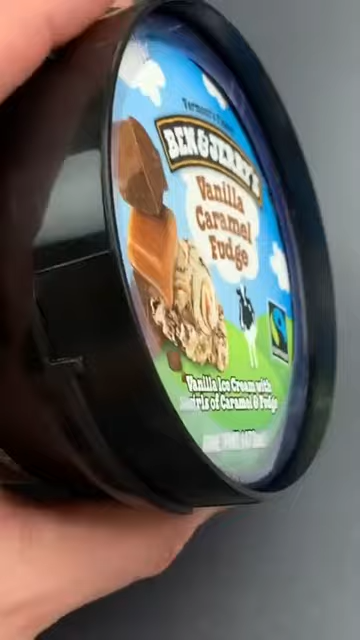 Vermont's Finest
BEN & JERRY'S
Vanilla
Caramel
Fudge
Vanilla Ice Cream with
Swirls of Caramel & Fudge